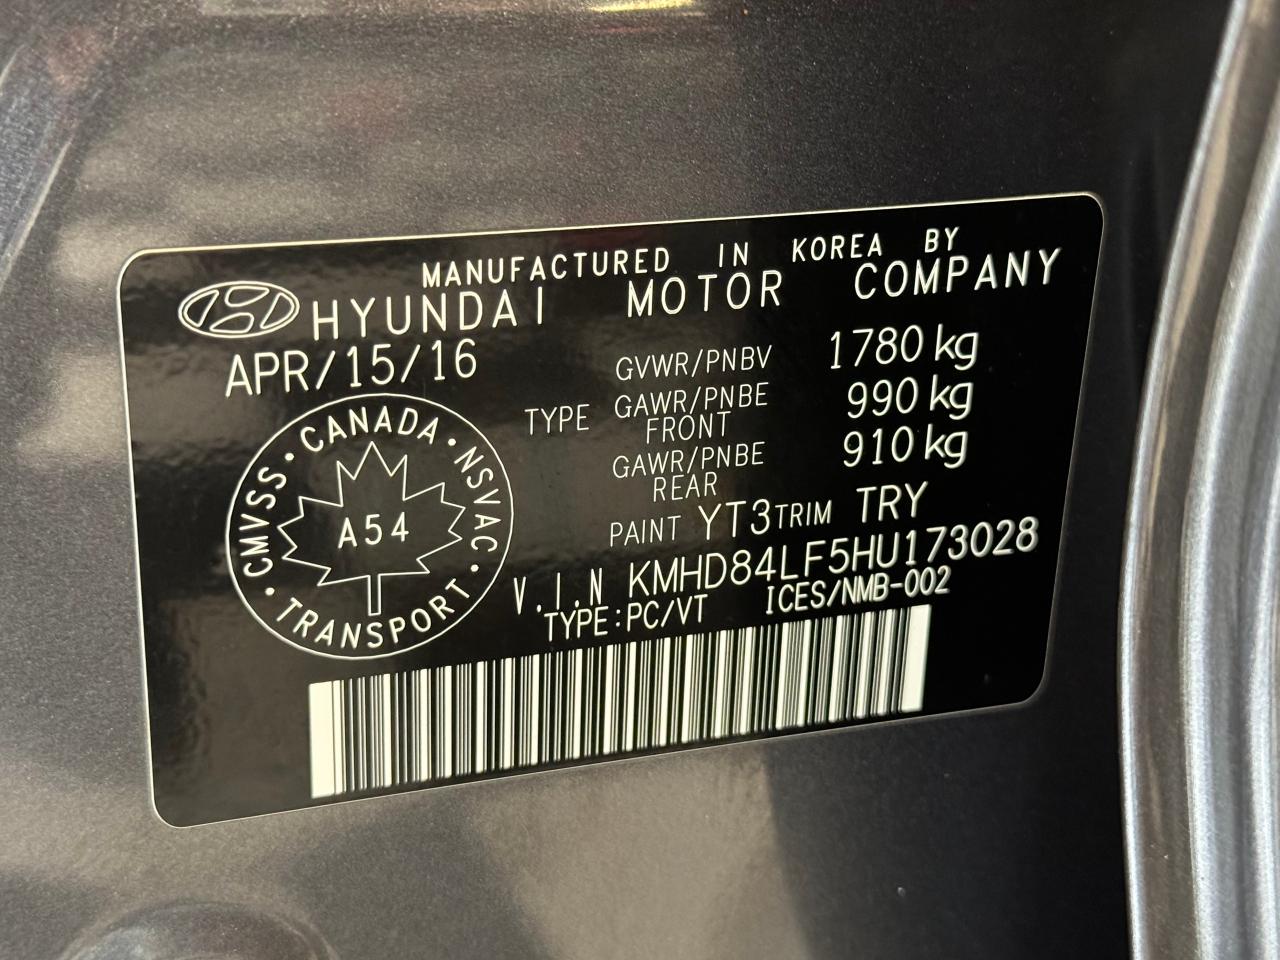 MANUFACTURED IN KOREA BY
HYUNDAI MOTOR COMPANY
APR/15/16
GVWR/PNBV 1780 kg
TYPE GAWR/PNBE FRONT 990 kg
GAWR/PNBE REAR 910 kg
PAINT YT3 TRIM TRY
V.I.N KMHD84LF5HU173028
TYPE:PC/VT ICES/NMB-002
CANADA · NSVAC · TRANSPORT · CMVSS ·
A54